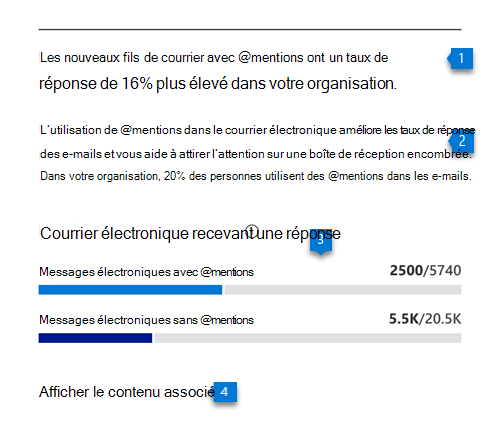 Les nouveaux fils de courrier avec @mentions ont un taux de
1
réponse de 16% plus élevé dans votre organisation.
L'utilisation de @mentions dans le courrier électronique améliore les taux de réponse
2
des e-mails et vous aide à attirer l'attention sur une boîte de réception encombrée.
Dans votre organisation, 20% des personnes utilisent des @mentions dans les e-mails.
Courrier électronique recevant une réponse
3
Messages électroniques avec @mentions 2500/5740
Messages électroniques sans @mentions 5.5K/20.5K
Afficher le contenu associé 4